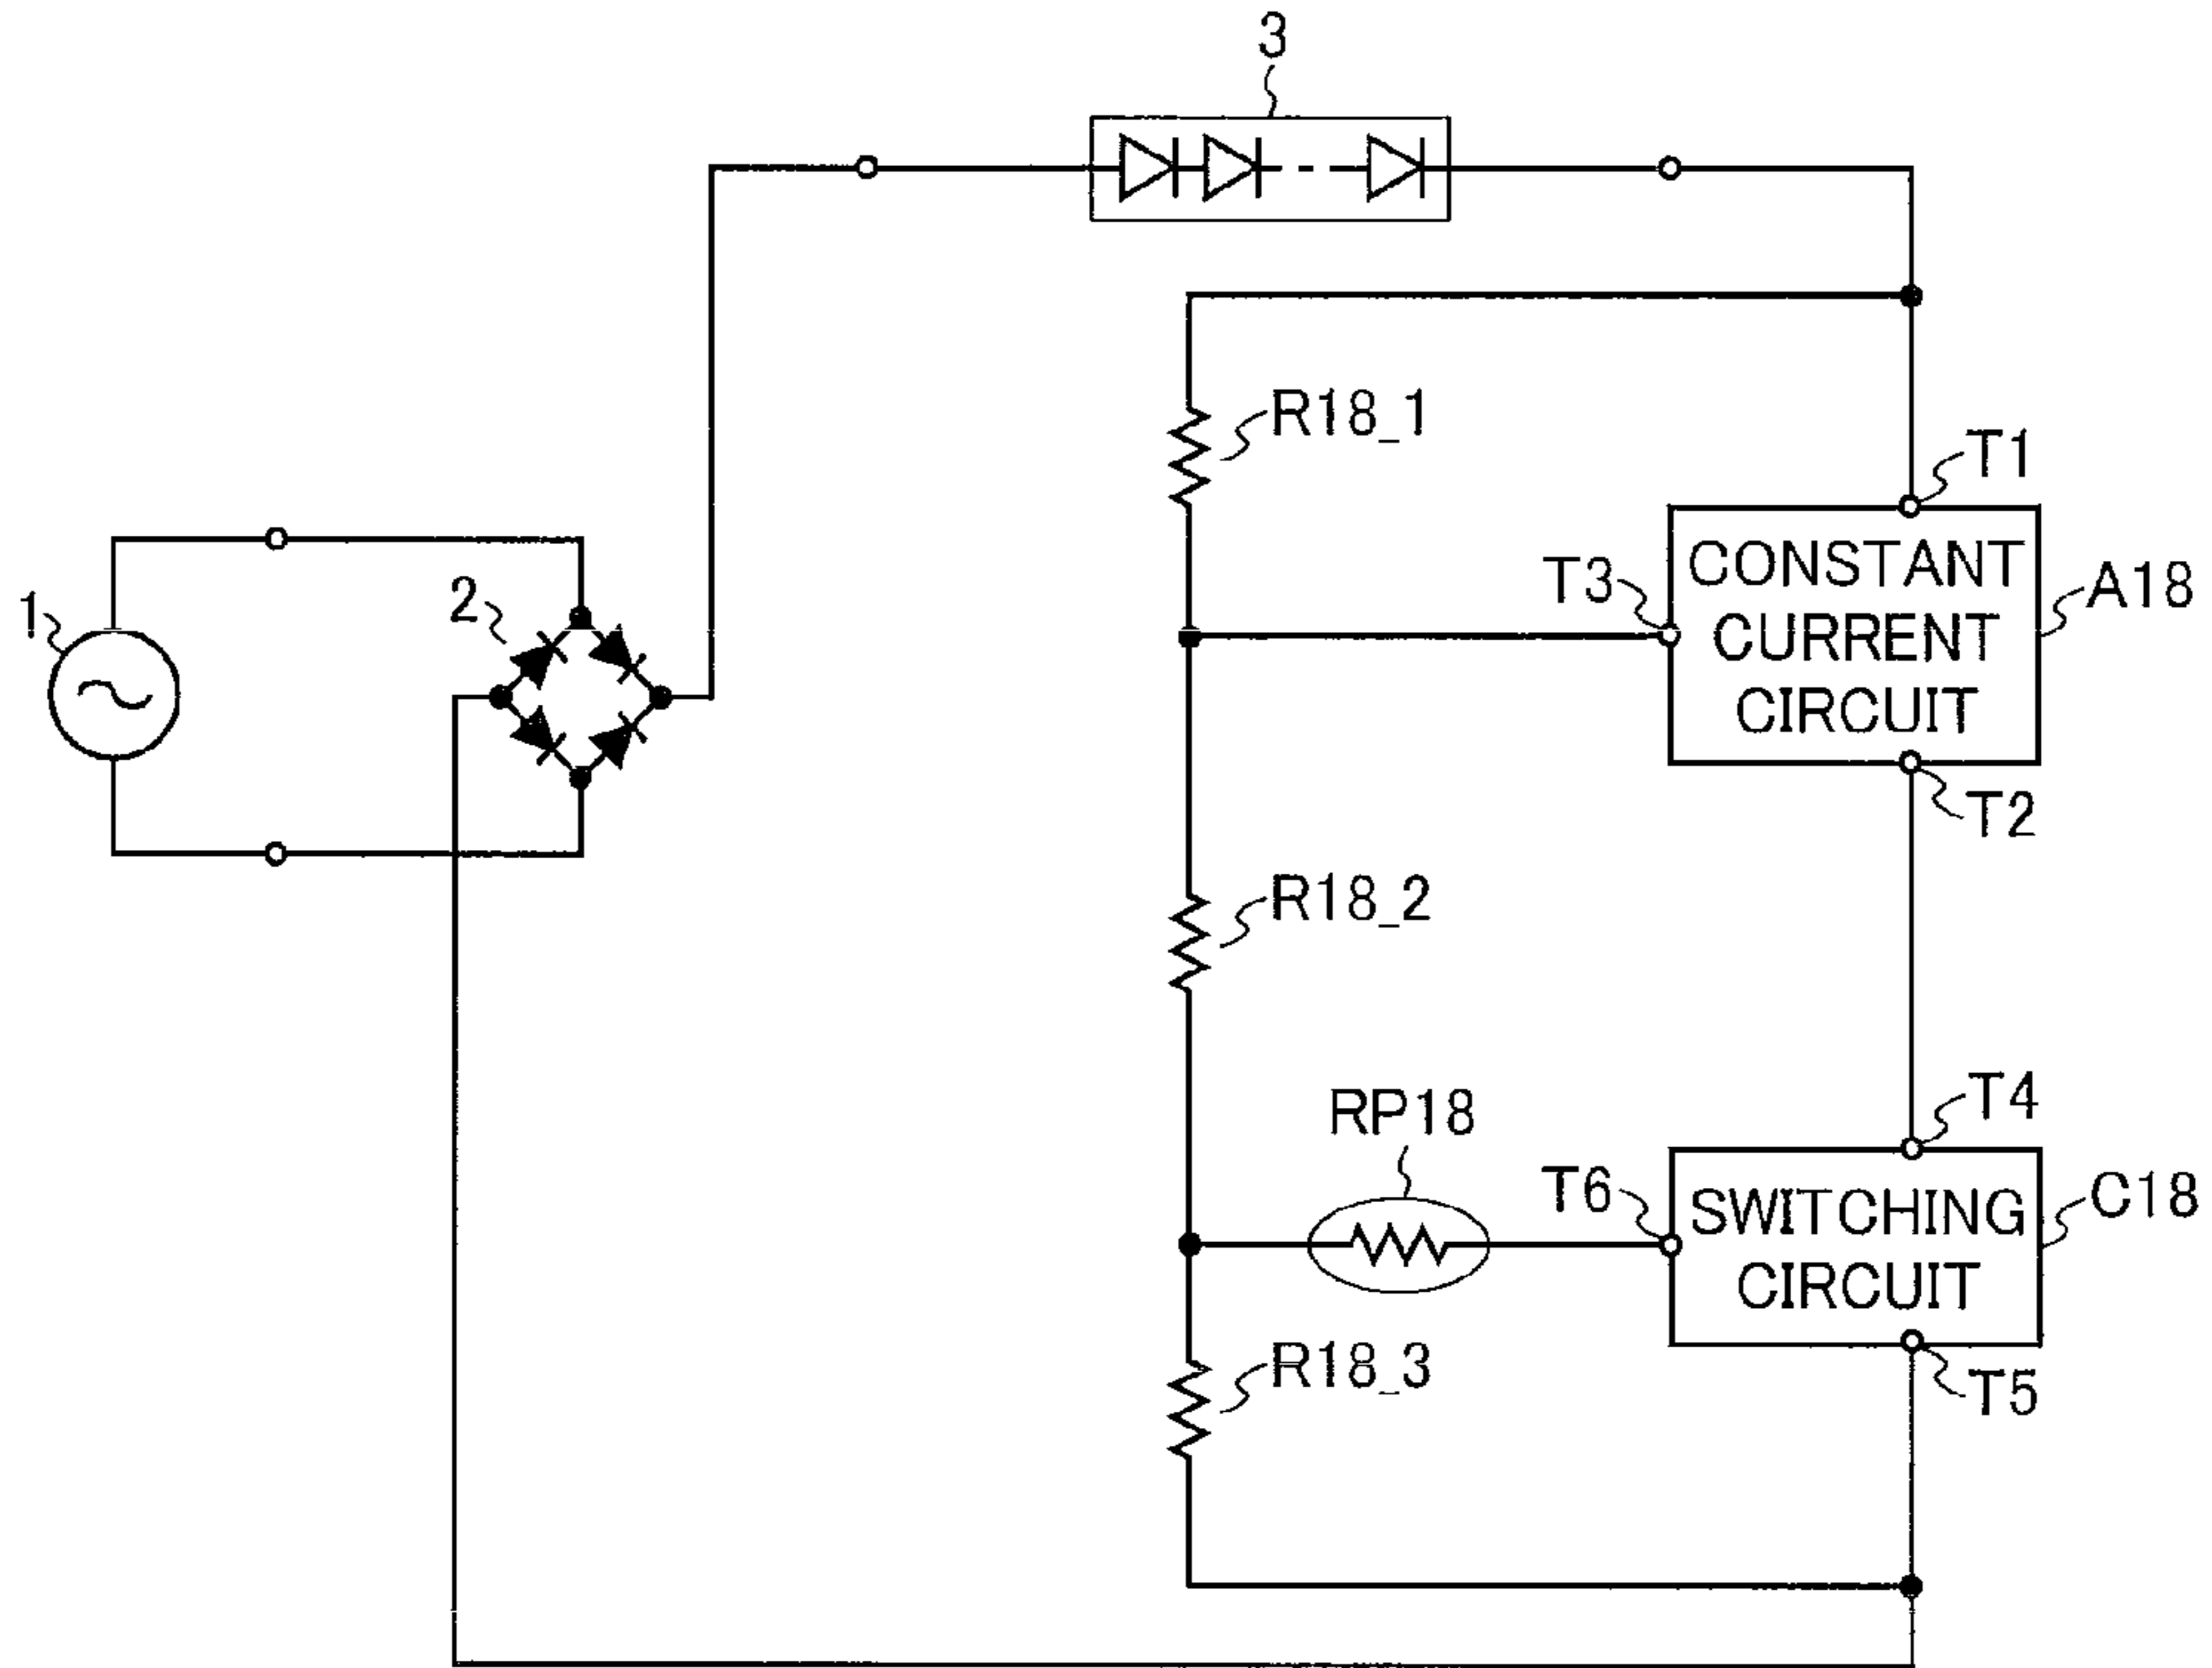 3
R18_1
T1
CONSTANT
CURRENT
CIRCUIT
T3
A18
2
1
T2
R18_2
RP18
T4
T6
SWITCHING
CIRCUIT
C18
R18_3
T5